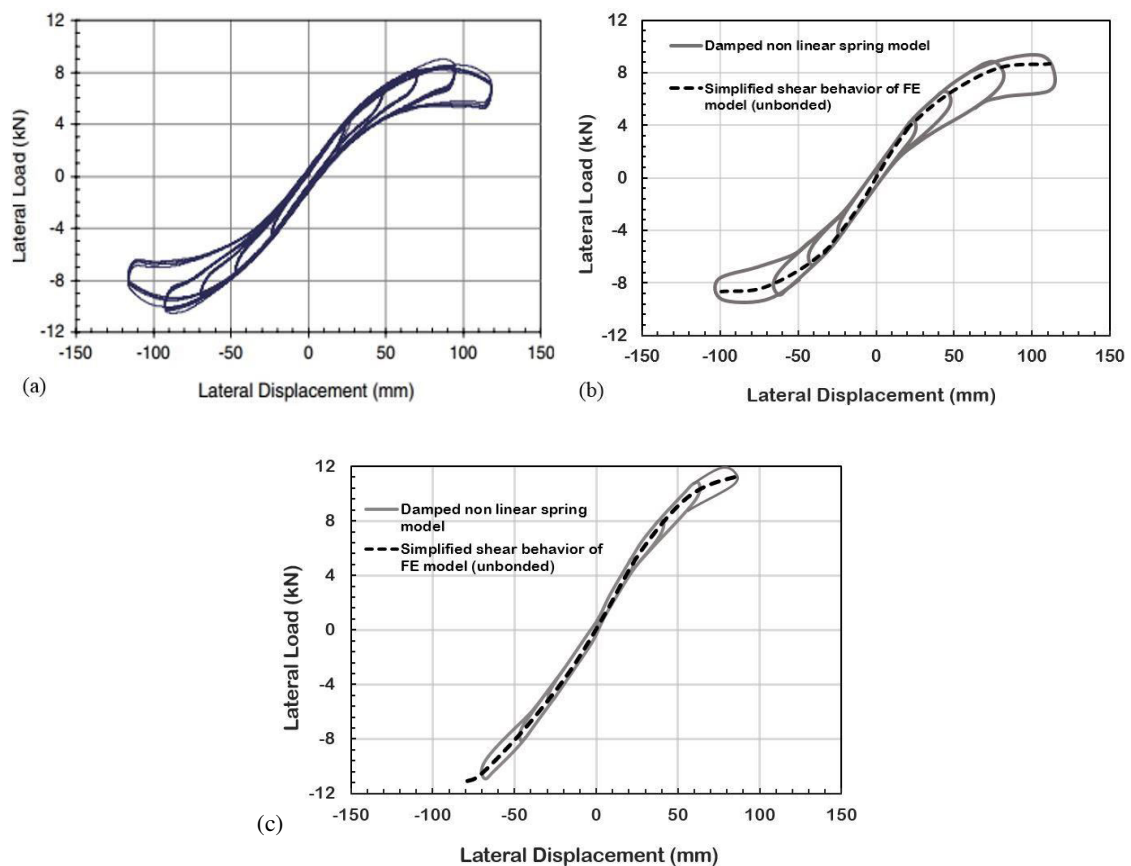 12
8
4
0
-4
-8
-12
Lateral Load (kN)
-150 -100 -50 0 50 100 150
Lateral Displacement (mm)
(a)
12
8
4
0
-4
-8
-12
Lateral Load (kN)
Damped non linear spring model
Simplified shear behavior of FE
model (unbonded)
-150 -100 -50 0 50 100 150
Lateral Displacement (mm)
(b)
12
8
4
0
-4
-8
-12
Lateral Load (kN)
Damped non linear spring
model
Simplified shear behavior of
FE model (unbonded)
-150 -100 -50 0 50 100 150
Lateral Displacement (mm)
(c)